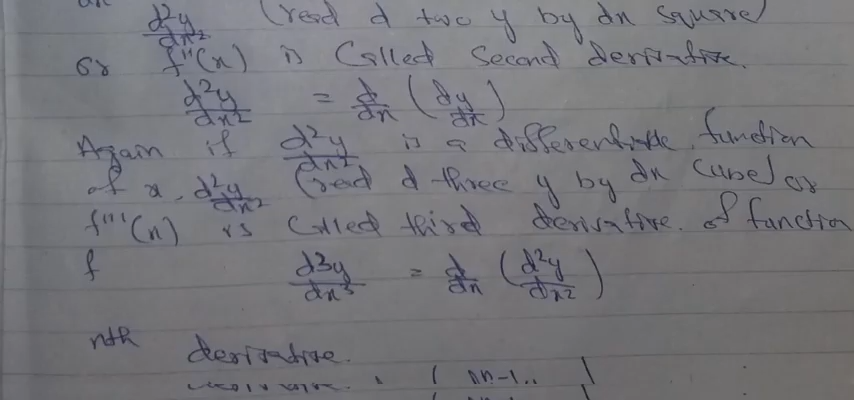 d²y/dx² (read d two y by dx square)
or f''(x) is called second derivative.
d²y/dx² = d/dx (dy/dx)
Again if d²y/dx² is a differentiable function
of x, d²y/dx² (read d three y by dx cube) or
f'''(x) is called third derivative. of function
f d3y/dx³ = d/dx (d²y/dx²)
nth derivative.